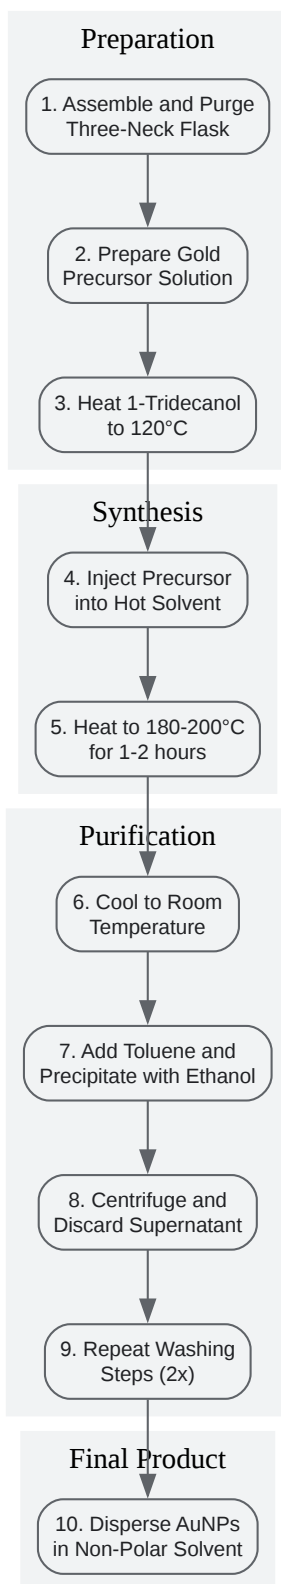 Preparation
1. Assemble and Purge
Three-Neck Flask
2. Prepare Gold
Precursor Solution
3. Heat 1-Tridecanol
to 120°C
Synthesis
4. Inject Precursor
into Hot Solvent
5. Heat to 180-200°C
for 1-2 hours
Purification
6. Cool to Room
Temperature
7. Add Toluene and
Precipitate with Ethanol
8. Centrifuge and
Discard Supernatant
9. Repeat Washing
Steps (2x)
Final Product
10. Disperse AuNPs
in Non-Polar Solvent